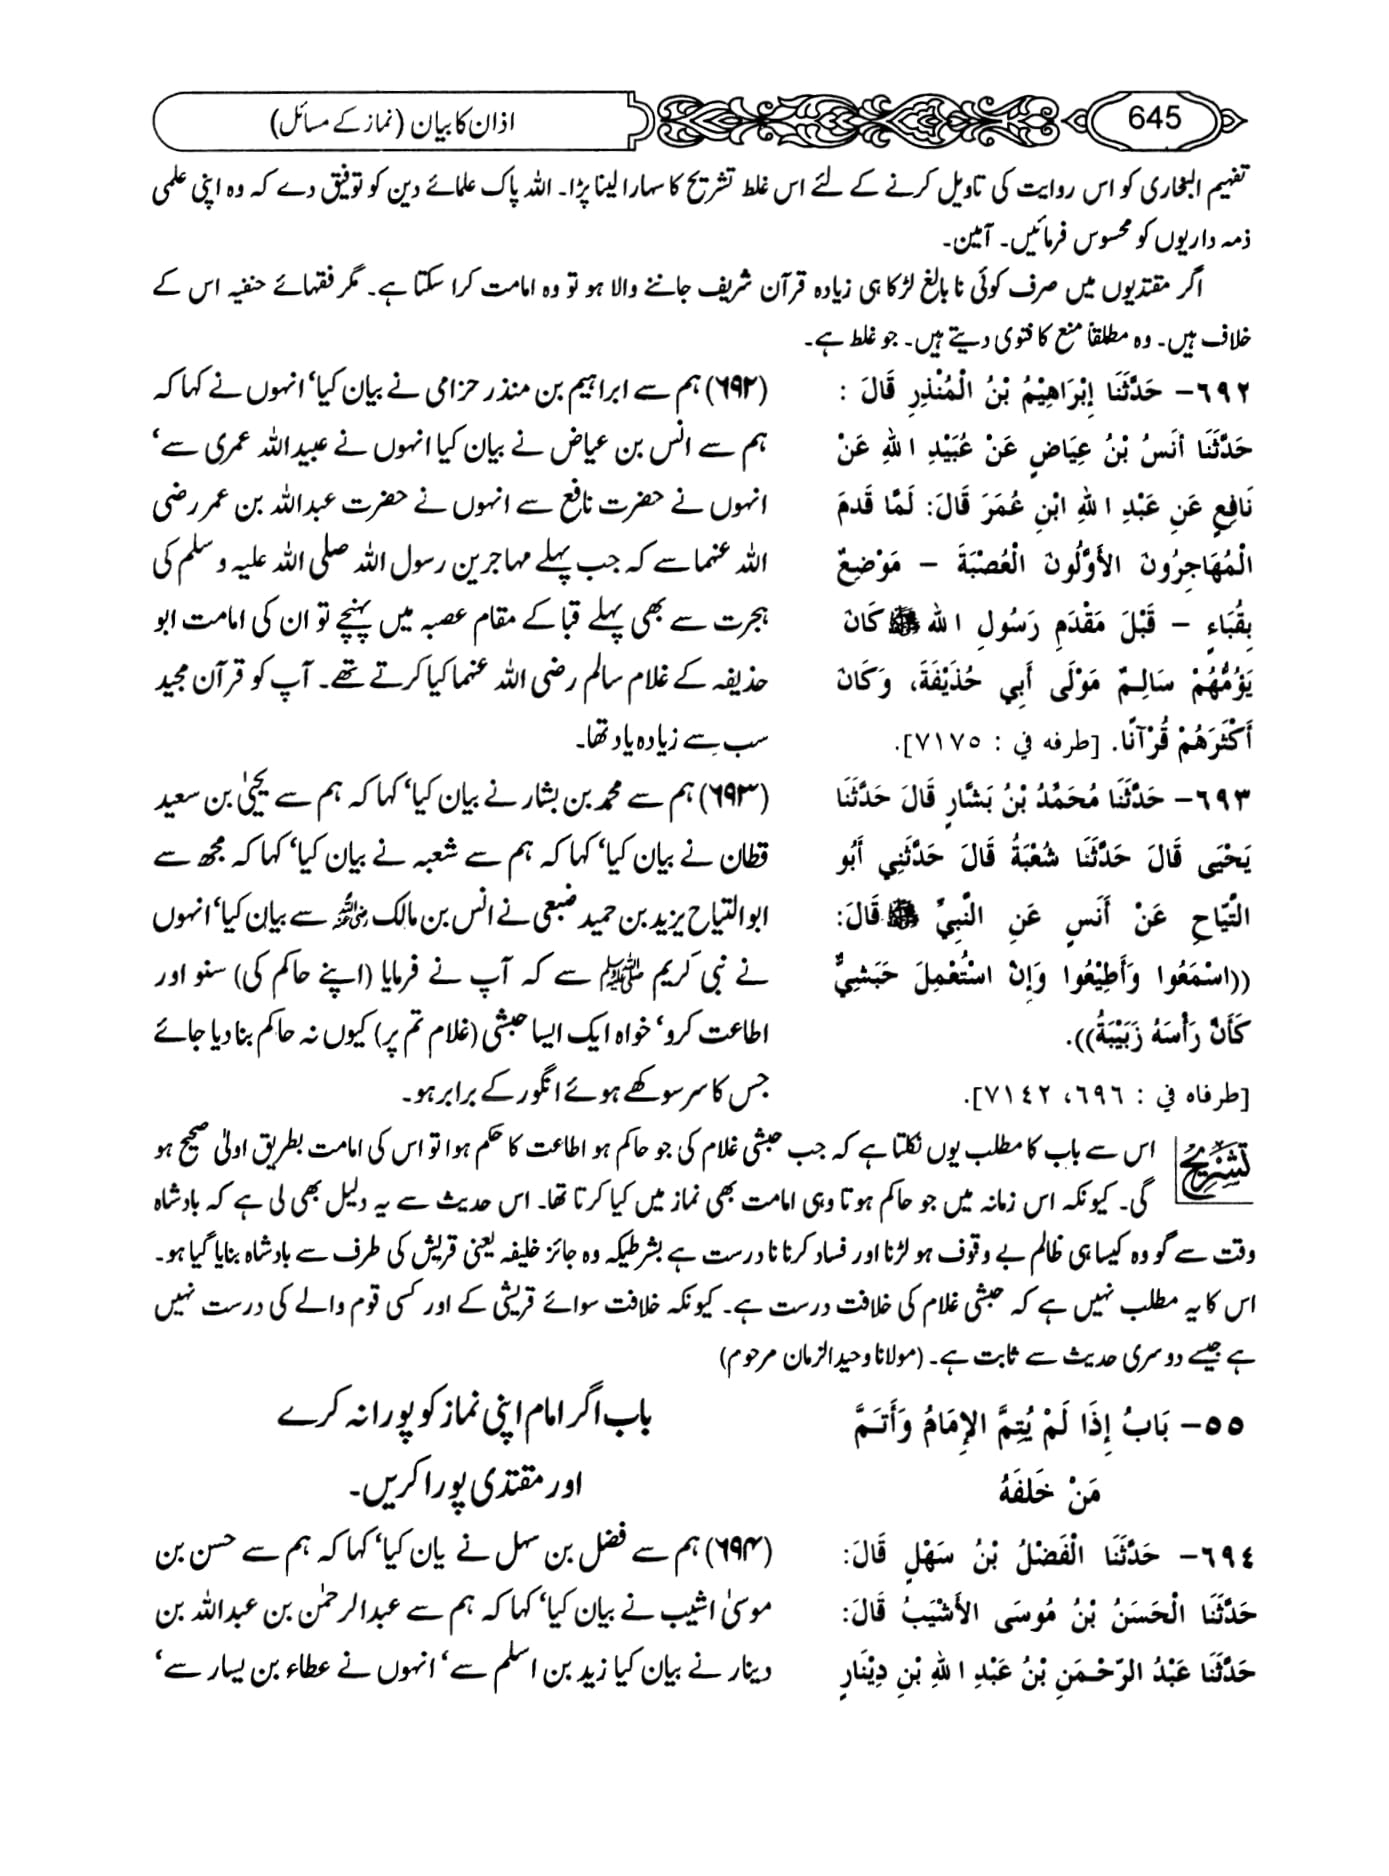 645
اذان کا بیان (نماز کے مسائل)
تفہیم البخاری کو اس روایت کی تاویل کرنے کے لئے اس غلط تشریح کا سہارا لینا پڑا۔ اللہ پاک علمائے دین کو توفیق دے کہ وہ اپنی علمی
ذمہ داریوں کو محسوس فرمائیں۔ آمین۔
اگر مقتدیوں میں صرف کوئی نابالغ لڑکا ہی زیادہ قرآن شریف جاننے والا ہو تو وہ امامت کرا سکتا ہے۔ مگر فقہائے حنفیہ اس کے
خلاف ہیں۔ وہ مطلقاً منع کا فتوی دیتے ہیں۔ جو غلط ہے۔
٦٩٢- حَدَّثَنَا إِبْرَاهِيْمُ بْنُ الْمُنْذِرِ قَالَ :
حَدَّثَنَا أَنَسُ بْنُ عِيَاضٍ عَنْ عُبَيْدِ اللهِ عَنْ
نَافِعٍ عَنِ عَبْدِ اللهِ ابْنِ عُمَرَ قَالَ: لَمَّا قَدمَ
الْمُهَاجِرُونَ الأَوَّلُونَ الْعُصْبَةَ – مَوْضِعٌ
بِقُبَاءٍ – قَبْلَ مَقْدَمِ رَسُولِ اللهِ ﷺ كَانَ
يَؤُمُّهُمْ سَالِمٌ مَوْلَى أَبِي حُذَيْفَةَ، وَكَانَ
أَكْثَرَهُمْ قُرْآنًا. [طرفه في : ٧١٧٥].
(۶۹۲) ہم سے ابراہیم بن منذر حزامی نے بیان کیا‘ انہوں نے کہا کہ
ہم سے انس بن عیاض نے بیان کیا انہوں نے عبیداللہ عمری سے‘
انہوں نے حضرت نافع سے انہوں نے حضرت عبداللہ بن عمر رضی
اللہ عنہما سے کہ جب پہلے مہاجرین رسول اللہ صلی اللہ علیہ وسلم کی
ہجرت سے بھی پہلے قبا کے مقام عصبہ میں پہنچے تو ان کی امامت ابو
حذیفہ کے غلام سالم رضی اللہ عنہما کیا کرتے تھے۔ آپ کو قرآن مجید
سب سے زیادہ یاد تھا۔
٦٩٣- حَدَّثَنَا مُحَمَّدُ بْنُ بَشَّارٍ قَالَ حَدَّثَنَا
يَحْيَى قَالَ حَدَّثَنَا شُعْبَةُ قَالَ حَدَّثَنِي أَبُو
التَّيَّاحِ عَنْ أَنَسٍ عَنِ النَّبِيِّ ﷺ قَالَ:
((اسْمَعُوا وَأَطِيْعُوا وَإِنْ اسْتُعْمِلَ حَبَشِيٌّ
كَأَنَّ رَأْسَهُ زَبِيْبَةُ)).
[طرفاه في : ٦٩٦، ٧١٤٢].
(۶۹۳) ہم سے محمد بن بشار نے بیان کیا‘ کہا کہ ہم سے یحییٰ بن سعید
قطان نے بیان کیا‘ کہا کہ ہم سے شعبہ نے بیان کیا‘ کہا کہ مجھ سے
ابوالتیاح یزید بن حمید ضبعی نے انس بن مالک رضی اللہ عنہ سے بیان کیا‘ انہوں
نے نبی کریم ﷺ سے کہ آپ نے فرمایا (اپنے حاکم کی) سنو اور
اطاعت کرو‘ خواہ ایک ایسا حبشی (غلام تم پر) کیوں نہ حاکم بنا دیا جائے
جس کا سر سوکھے ہوئے انگور کے برابر ہو۔
تشریح
اس سے باب کا مطلب یوں نکلتا ہے کہ جب حبشی غلام کی جو حاکم ہو اطاعت کا حکم ہوا تو اس کی امامت بطریق اولیٰ صحیح ہو
گی۔ کیونکہ اس زمانہ میں جو حاکم ہوتا وہی امامت بھی نماز میں کیا کرتا تھا۔ اس حدیث سے یہ دلیل بھی لی ہے کہ بادشاہ
وقت سے گو وہ کیسا ہی ظالم بے وقوف ہو لڑنا اور فساد کرنا نا درست ہے بشرطیکہ وہ جائز خلیفہ یعنی قریش کی طرف سے بادشاہ بنایا گیا ہو۔
اس کا یہ مطلب نہیں ہے کہ حبشی غلام کی خلافت درست ہے۔ کیونکہ خلافت سوائے قریشی کے اور کسی قوم والے کی درست نہیں
ہے جیسے دوسری حدیث سے ثابت ہے۔ (مولانا وحیدالزمان مرحوم)
٥٥- بَابُ إِذَا لَمْ يُتِمَّ الإِمَامُ وَأَتَمَّ
مَنْ خَلفَهُ
باب اگر امام اپنی نماز کو پورا نہ کرے
اور مقتدی پورا کریں۔
٦٩٤- حَدَّثَنَا الْفَضْلُ بْنُ سَهْلٍ قَالَ:
حَدَّثَنَا الْحَسَنُ بْنُ مُوسَى الأَشْيَبُ قَالَ:
حَدَّثَنَا عَبْدُ الرَّحْمَنِ بْنُ عَبْدِ اللهِ بْنِ دِيْنَارٍ
(۶۹۴) ہم سے فضل بن سہل نے یان کیا‘ کہا کہ ہم سے حسن بن
موسیٰ اشیب نے بیان کیا‘ کہا کہ ہم سے عبدالرحمٰن بن عبداللہ بن
دینار نے بیان کیا زید بن اسلم سے‘ انہوں نے عطاء بن یسار سے‘